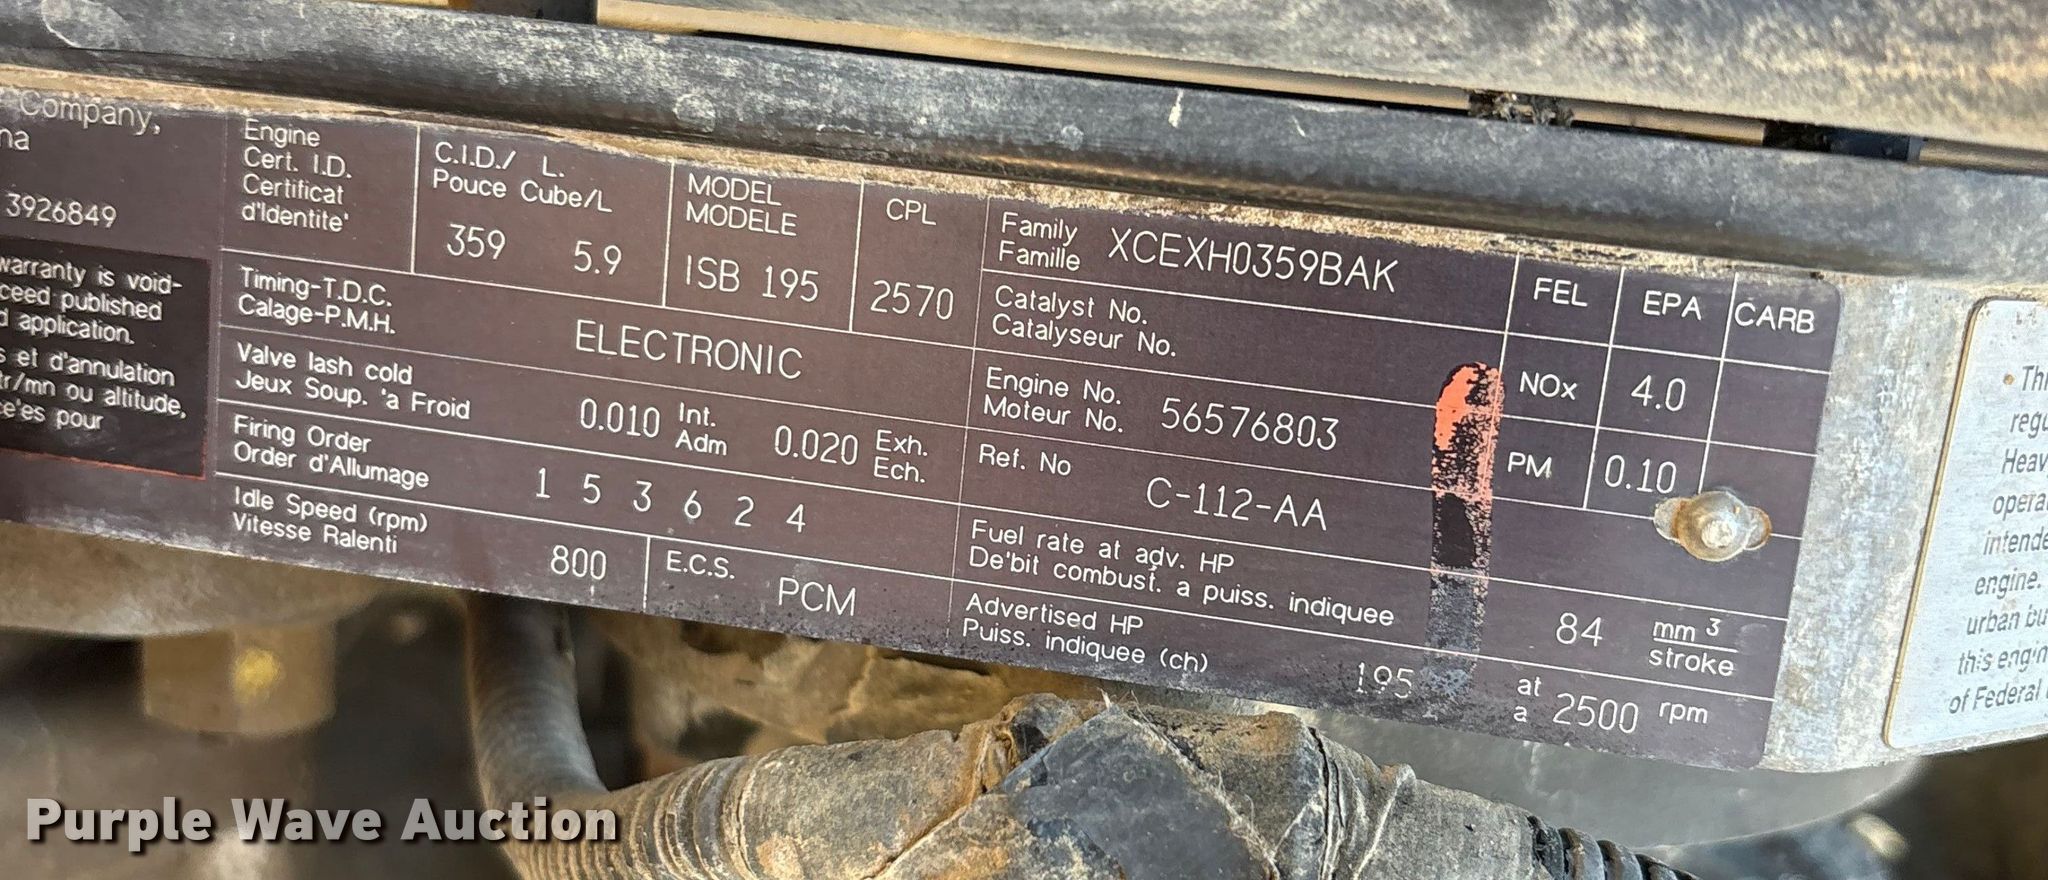 Company,
na
3926849
warranty is void-
ceed published
d application.
s et d'annulation
tr/mn ou altitude,
ce'es pour
Engine
Cert. I.D.
Certificat
d'Identite'
C.I.D./ L.
Pouce Cube/L
359 5.9
MODEL
MODELE
ISB 195
CPL
2570
Timing-T.D.C.
Calage-P.M.H.
ELECTRONIC
Valve lash cold
Jeux Soup. 'a Froid
0.010 Int.
Adm
0.020 Exh.
Ech.
Firing Order
Order d'Allumage
1 5 3 6 2 4
Idle Speed (rpm)
Vitesse Ralenti
800
E.C.S.
PCM
Family
Famille
XCEXH0359BAK
Catalyst No.
Catalyseur No.
Engine No.
Moteur No.
56576803
Ref. No
C-112-AA
FEL EPA CARB
NOx 4.0
PM 0.10
Fuel rate at adv. HP
De'bit combust. a puiss. indiquee
84 mm3
stroke
Advertised HP
Puiss. indiquee (ch)
195 at
a 2500 rpm
regu
Heav
opera
intende
engine.
urban bu
this engin
of Federal
Purple Wave Auction